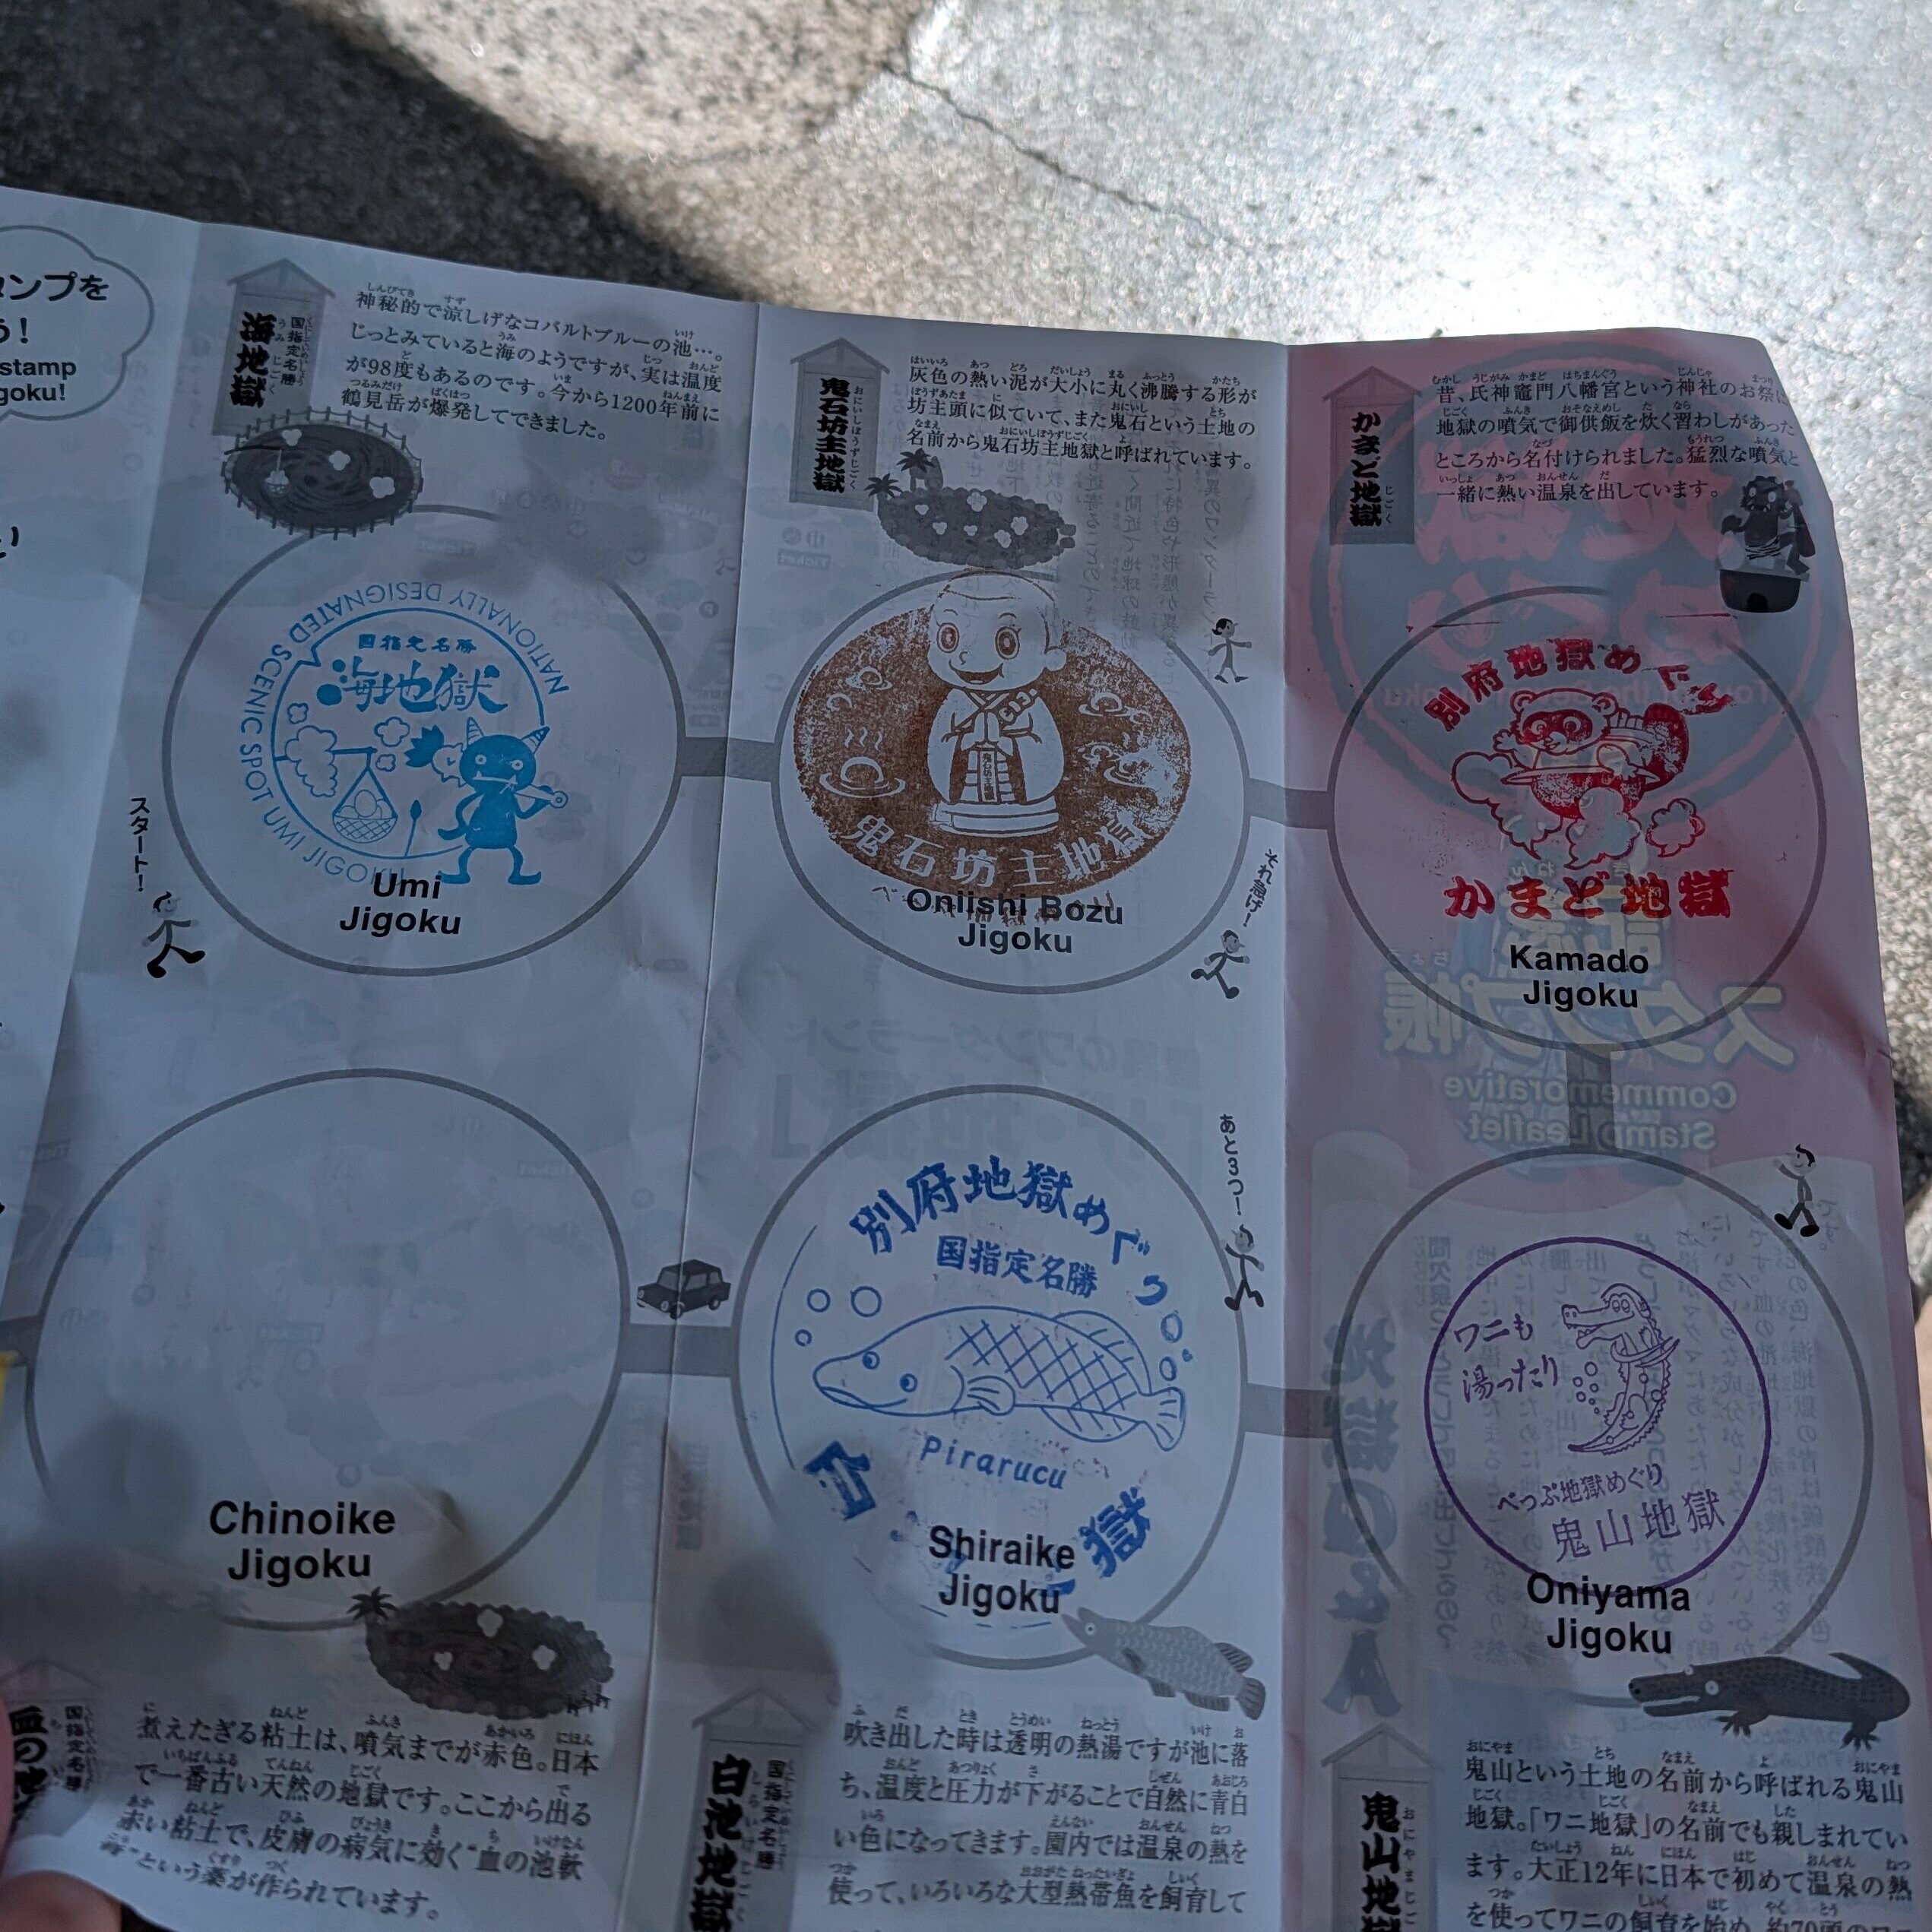 ンプを
う!
stamp
goku!
国指定名勝
海地獄
神秘的で涼しげなコバルトブルーの池…。
じっとみていると海のようですが、実は温度
が98度もあるのです。今から1200年前に
鶴見岳が爆発してできました。
NATIONALLY DESIGNATED SCENIC SPOT UMI JIGOKU
国指定名勝
海地獄
Umi
Jigoku
スタート!
鬼石坊主地獄
灰色の熱い泥が大小に丸く沸騰する形が
坊主頭に似ていて、また鬼石という土地の
名前から鬼石坊主地獄と呼ばれています。
鬼石坊主地獄
Oniishi Bozu
Jigoku
それ急げ!
かまど地獄
昔、氏神竈門八幡宮という神社のお祭に
地獄の噴気で御供飯を炊く習わしがあった
ところから名付けられました。猛烈な噴気と
一緒に熱い温泉を出しています。
別府地獄めぐり
かまど地獄
Kamado
Jigoku
Chinoike
Jigoku
国指定名勝
血の池
煮えたぎる粘土は、噴気までが赤色。日本
で一番古い天然の地獄です。ここから出る
赤い粘土で、皮膚の病気に効く“血の池軟
膏”という薬が作られています。
あと3つ!
別府地獄めぐり
国指定名勝
Pirarucu
白
獄
Shiraike
Jigoku
国指定名勝
白池地獄
吹き出した時は透明の熱湯ですが池に落
ち、温度と圧力が下がることで自然に青白
い色になってきます。園内では温泉の熱を
使って、いろいろな大型熱帯魚を飼育して
ワニも
湯ったり
べっぷ地獄めぐり
鬼山地獄
Oniyama
Jigoku
鬼山地獄
鬼山という土地の名前から呼ばれる鬼山
地獄。「ワニ地獄」の名前でも親しまれてい
ます。大正12年に日本で初めて温泉の熱
を使ってワニの飼育を始め、約70頭